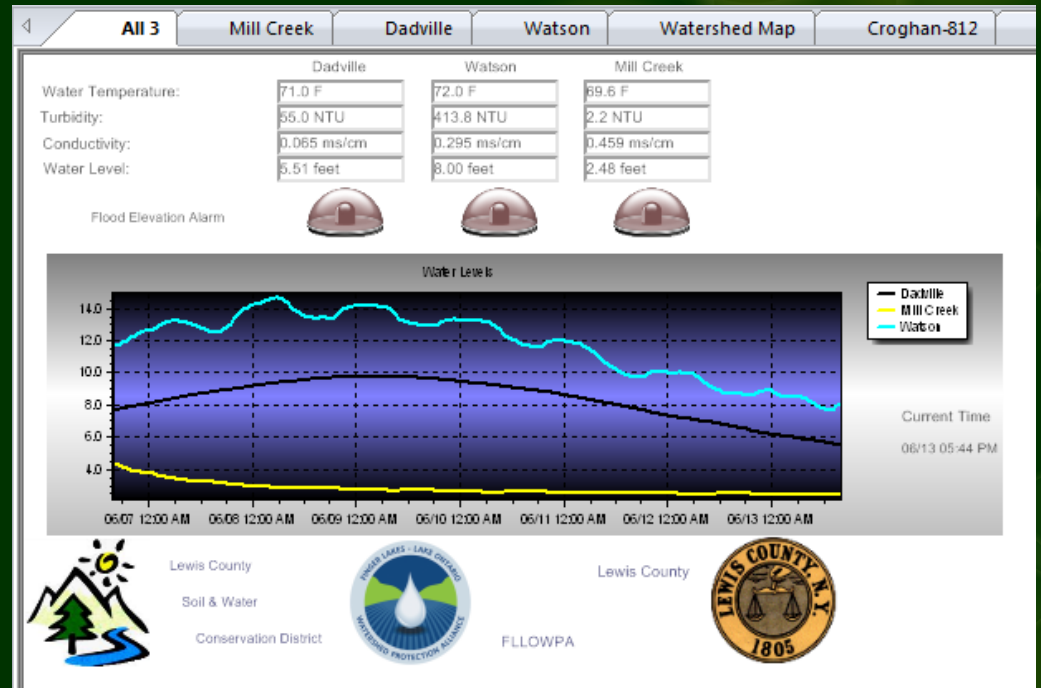 All 3 Mill Creek Dadville Watson Watershed Map Croghan-812
Dadville Watson Mill Creek
Water Temperature: 71.0 F 72.0 F 69.6 F
Turbidity: 55.0 NTU 413.8 NTU 2.2 NTU
Conductivity: 0.065 ms/cm 0.295 ms/cm 0.459 ms/cm
Water Level: 5.51 feet 8.00 feet 2.48 feet
Flood Elevation Alarm
Water Levels
14.0
12.0
10.0
8.0
6.0
4.0
06/07 12:00 AM 06/08 12:00 AM 06/09 12:00 AM 06/10 12:00 AM 06/11 12:00 AM 06/12 12:00 AM 06/13 12:00 AM
Dadville
Mill Creek
Watson
Current Time
06/13 05:44 PM
Lewis County
Soil & Water
Conservation District
FINGER LAKES - LAKE ONTARIO
WATERSHED PROTECTION ALLIANCE
FLLOWPA
Lewis County
LEWIS COUNTY, N.Y.
1805